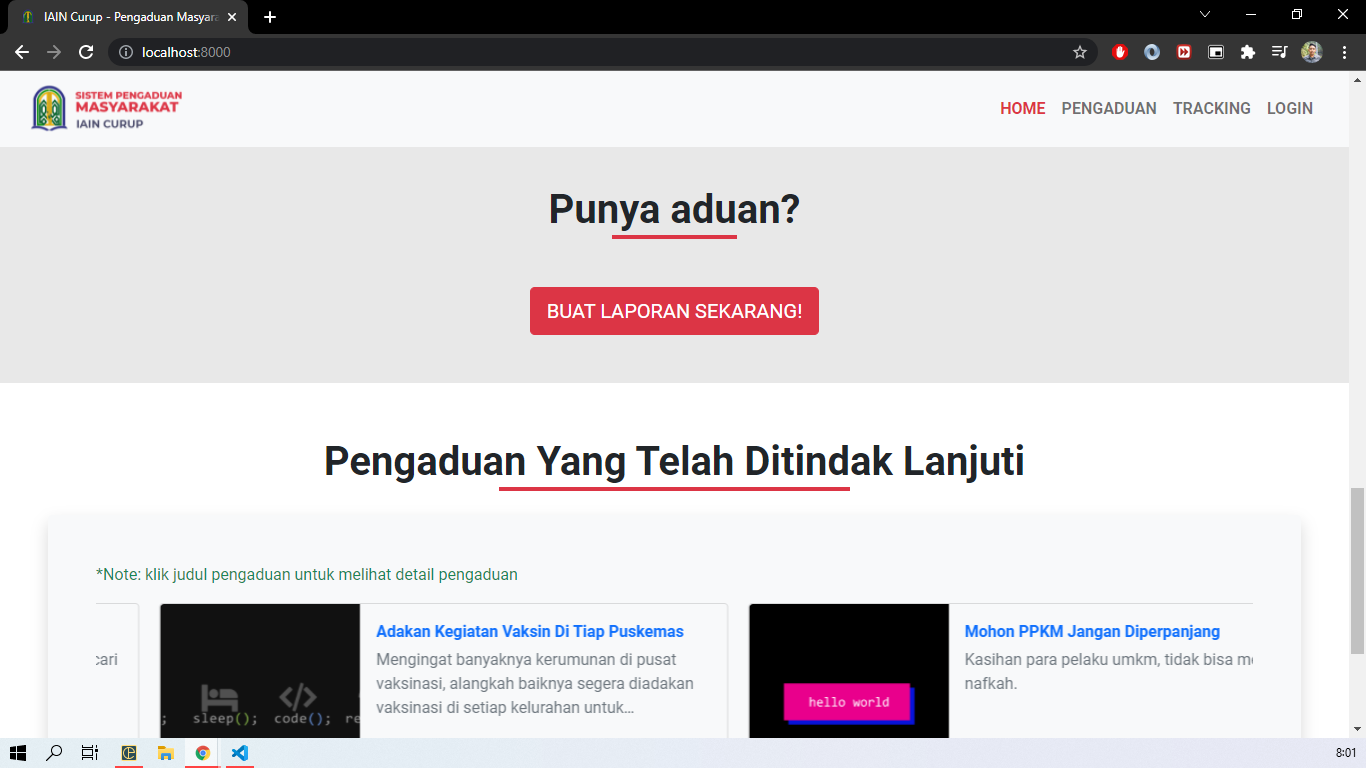 IAIN Curup - Pengaduan Masyara
localhost:8000
SISTEM PENGADUAN
MASYARAKAT
IAIN CURUP
HOME PENGADUAN TRACKING LOGIN
Punya aduan?
BUAT LAPORAN SEKARANG!
Pengaduan Yang Telah Ditindak Lanjuti
*Note: klik judul pengaduan untuk melihat detail pengaduan
cari
sleep(); code(); re
Adakan Kegiatan Vaksin Di Tiap Puskemas
Mengingat banyaknya kerumunan di pusat
vaksinasi, alangkah baiknya segera diadakan
vaksinasi di setiap kelurahan untuk...
hello world
Mohon PPKM Jangan Diperpanjang
Kasihan para pelaku umkm, tidak bisa me
nafkah.
8:01